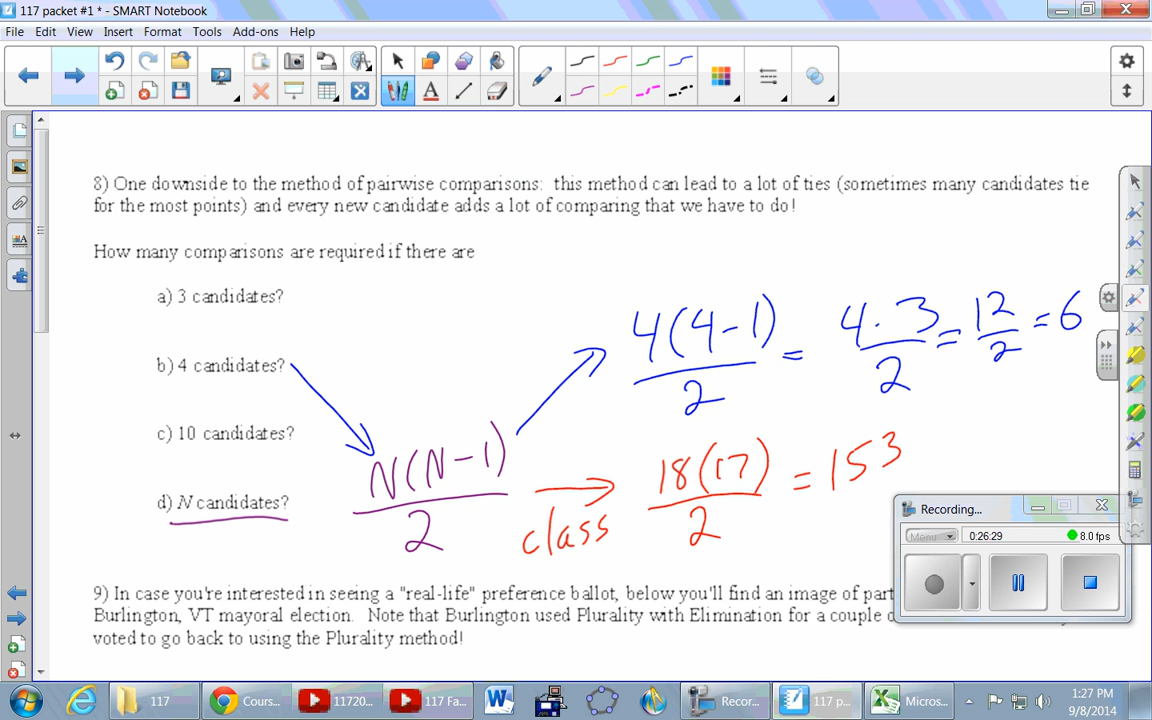 117 packet #1 * - SMART Notebook
File Edit View Insert Format Tools Add-ons Help
8) One downside to the method of pairwise comparisons: this method can lead to a lot of ties (sometimes many candidates tie
for the most points) and every new candidate adds a lot of comparing that we have to do!
How many comparisons are required if there are
a) 3 candidates?
4(4-1)/2 = 4·3/2 = 12/2 = 6
b) 4 candidates?
c) 10 candidates?
N(N-1)/2
18(17)/2 = 153
class
d) N candidates?
Recording...
Menu
0:26:29
8.0 fps
9) In case you're interested in seeing a "real-life" preference ballot, below you'll find an image of part
Burlington, VT mayoral election. Note that Burlington used Plurality with Elimination for a couple
voted to go back to using the Plurality method!
117
Cours...
11720...
117 Fa...
Recor...
117 p...
Micros...
1:27 PM
9/8/2014